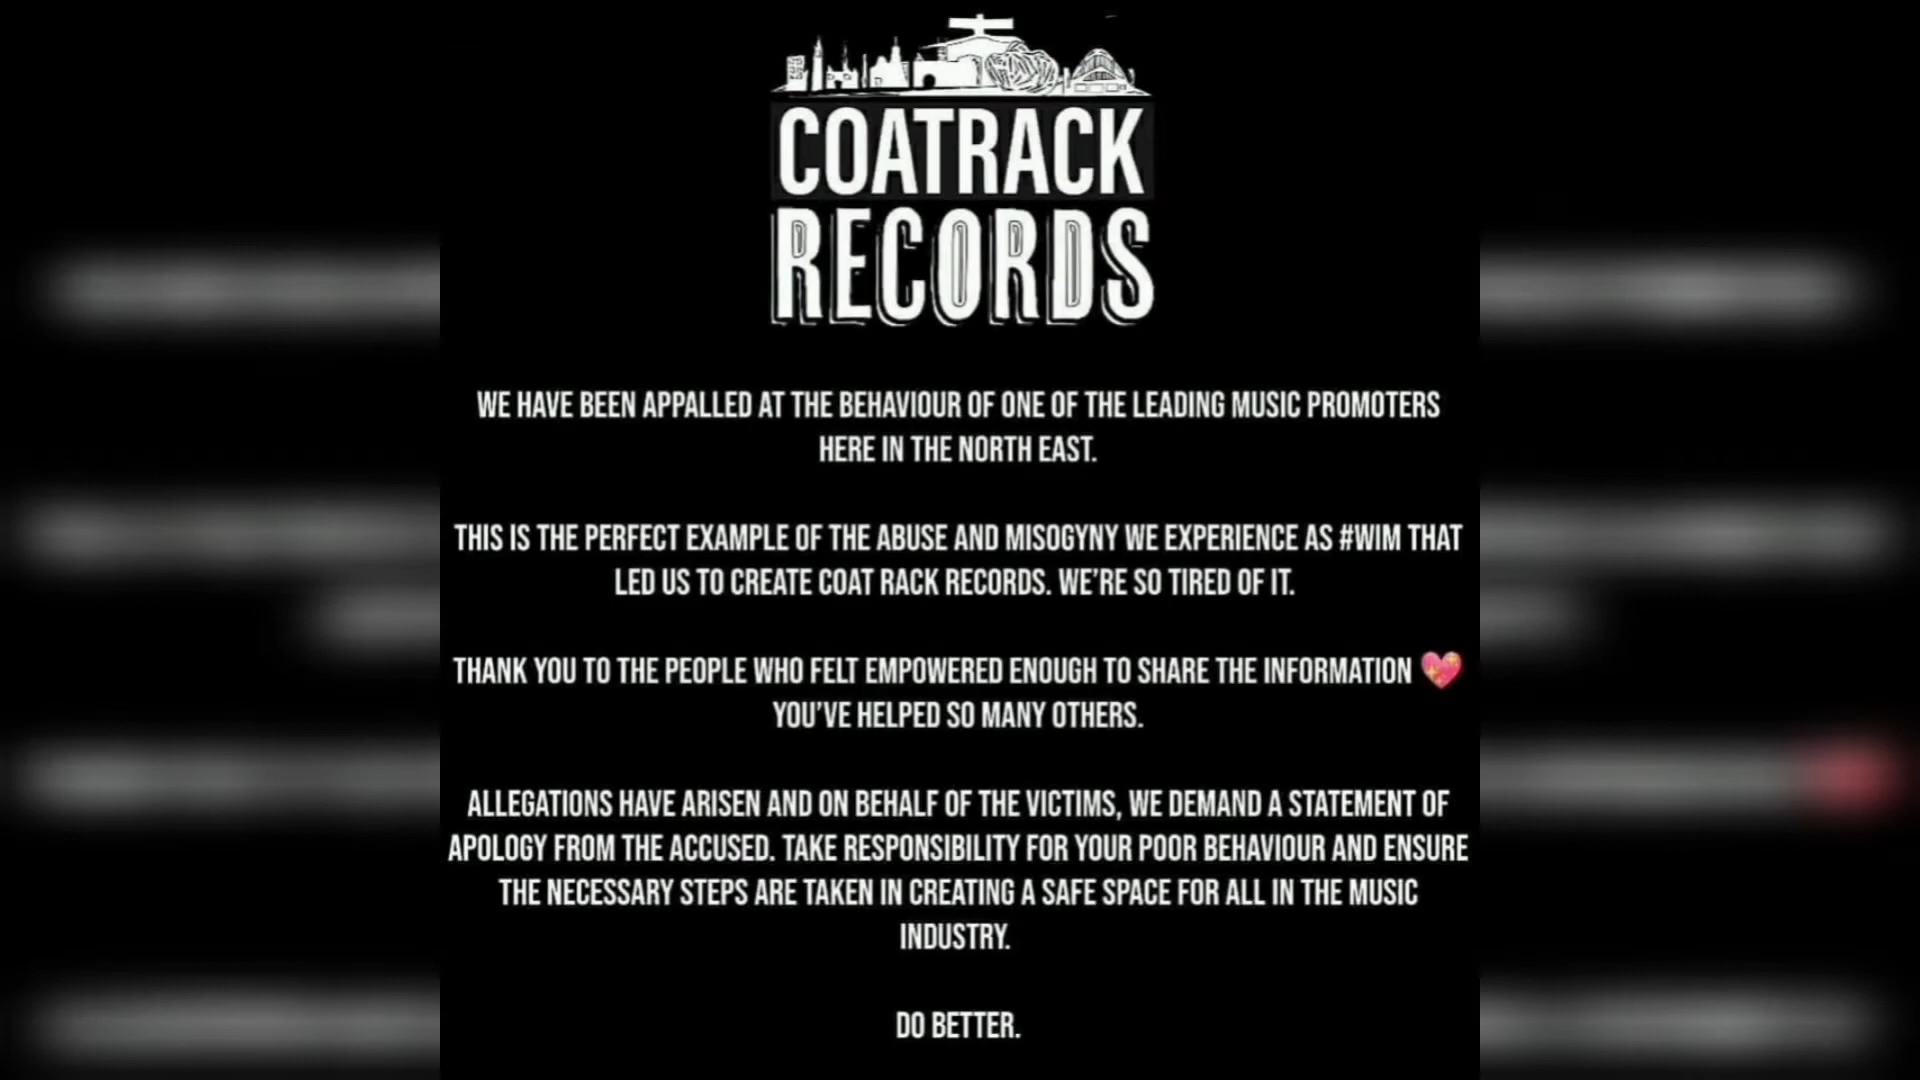 COATRACK
RECORDS
WE HAVE BEEN APPALLED AT THE BEHAVIOUR OF ONE OF THE LEADING MUSIC PROMOTERS
HERE IN THE NORTH EAST.
THIS IS THE PERFECT EXAMPLE OF THE ABUSE AND MISOGYNY WE EXPERIENCE AS #WIM THAT
LED US TO CREATE COAT RACK RECORDS. WE'RE SO TIRED OF IT.
THANK YOU TO THE PEOPLE WHO FELT EMPOWERED ENOUGH TO SHARE THE INFORMATION 💖
YOU'VE HELPED SO MANY OTHERS.
ALLEGATIONS HAVE ARISEN AND ON BEHALF OF THE VICTIMS, WE DEMAND A STATEMENT OF
APOLOGY FROM THE ACCUSED. TAKE RESPONSIBILITY FOR YOUR POOR BEHAVIOUR AND ENSURE
THE NECESSARY STEPS ARE TAKEN IN CREATING A SAFE SPACE FOR ALL IN THE MUSIC
INDUSTRY.
DO BETTER.